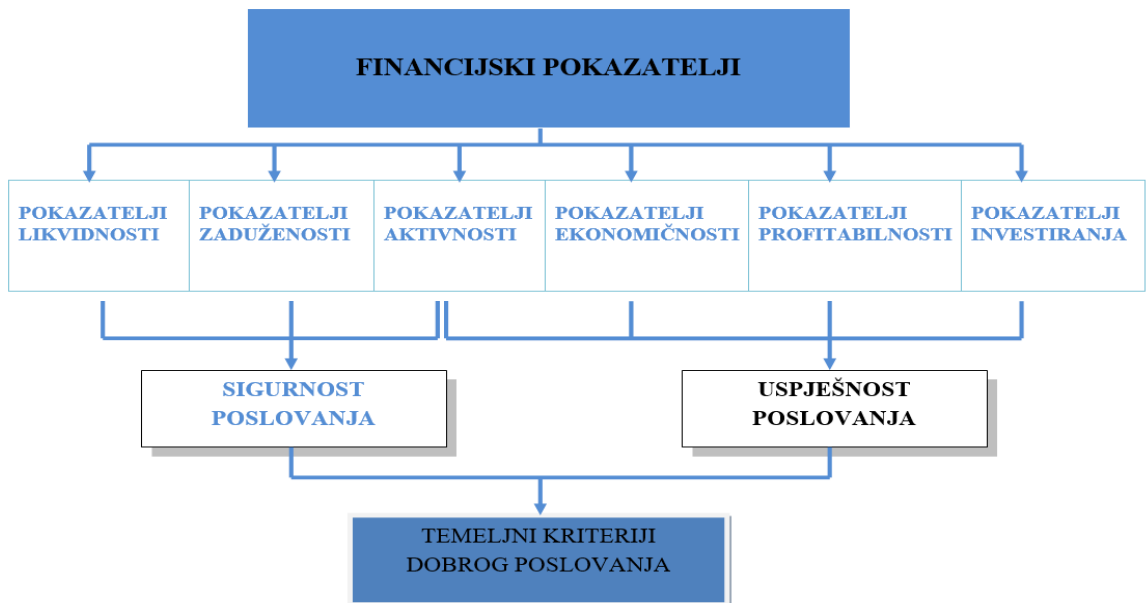 FINANCIJSKI POKAZATELJI
POKAZATELJI
LIKVIDNOSTI
POKAZATELJI
ZADUŽENOSTI
POKAZATELJI
AKTIVNOSTI
POKAZATELJI
EKONOMIČNOSTI
POKAZATELJI
PROFITABILNOSTI
POKAZATELJI
INVESTIRANJA
SIGURNOST
POSLOVANJA
USPJEŠNOST
POSLOVANJA
TEMELJNI KRITERIJI
DOBROG POSLOVANJA